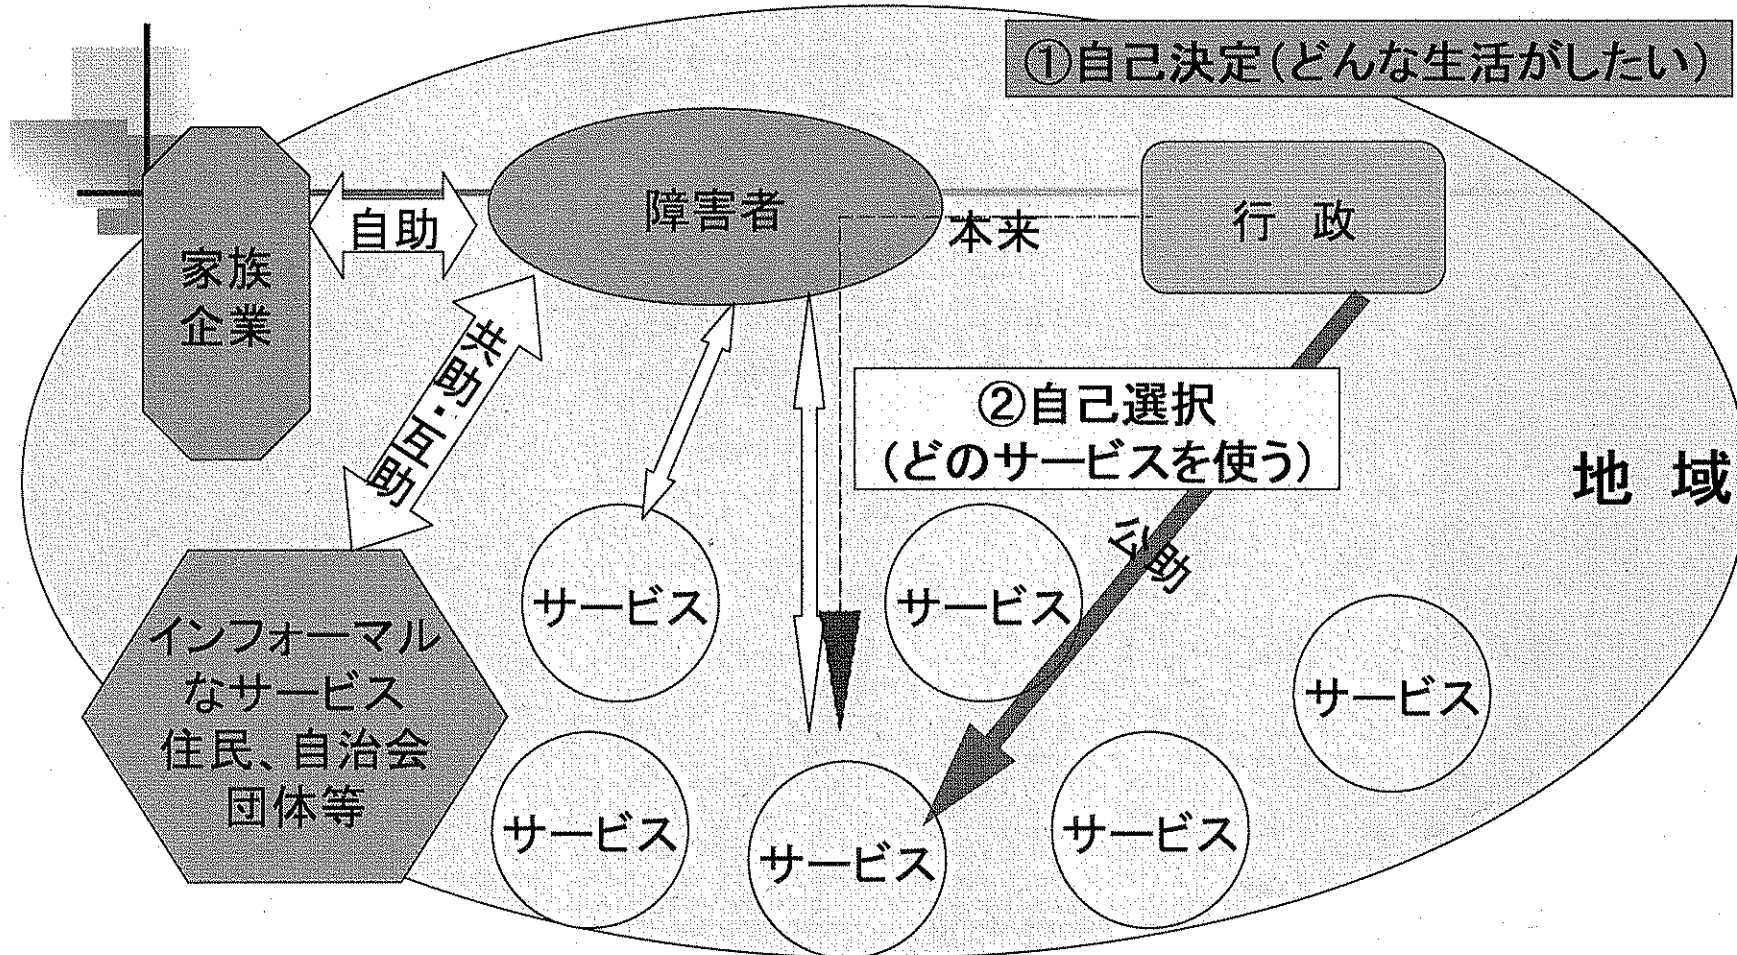 ①自己決定(どんな生活がしたい)
障害者
行 政
自助
本来
家族
企業
共助・互助
②自己選択
(どのサービスを使う)
地 域
公助
サービス
サービス
インフォーマル
なサービス
住民、自治会
団体等
サービス
サービス
サービス
サービス